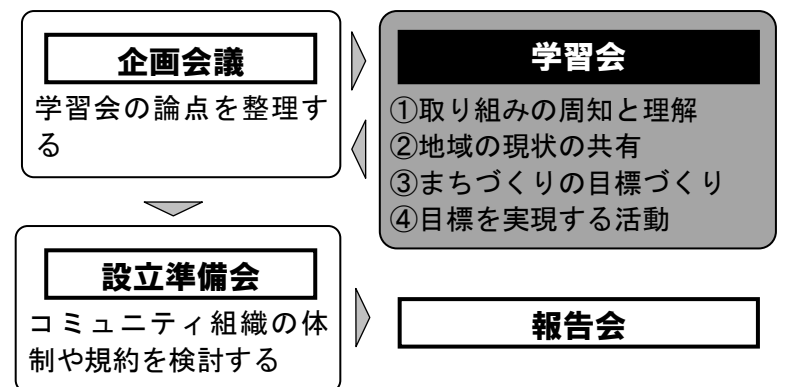 企画会議
学習会の論点を整理す
る
学習会
①取り組みの周知と理解
②地域の現状の共有
③まちづくりの目標づくり
④目標を実現する活動
設立準備会
コミュニティ組織の体
制や規約を検討する
報告会